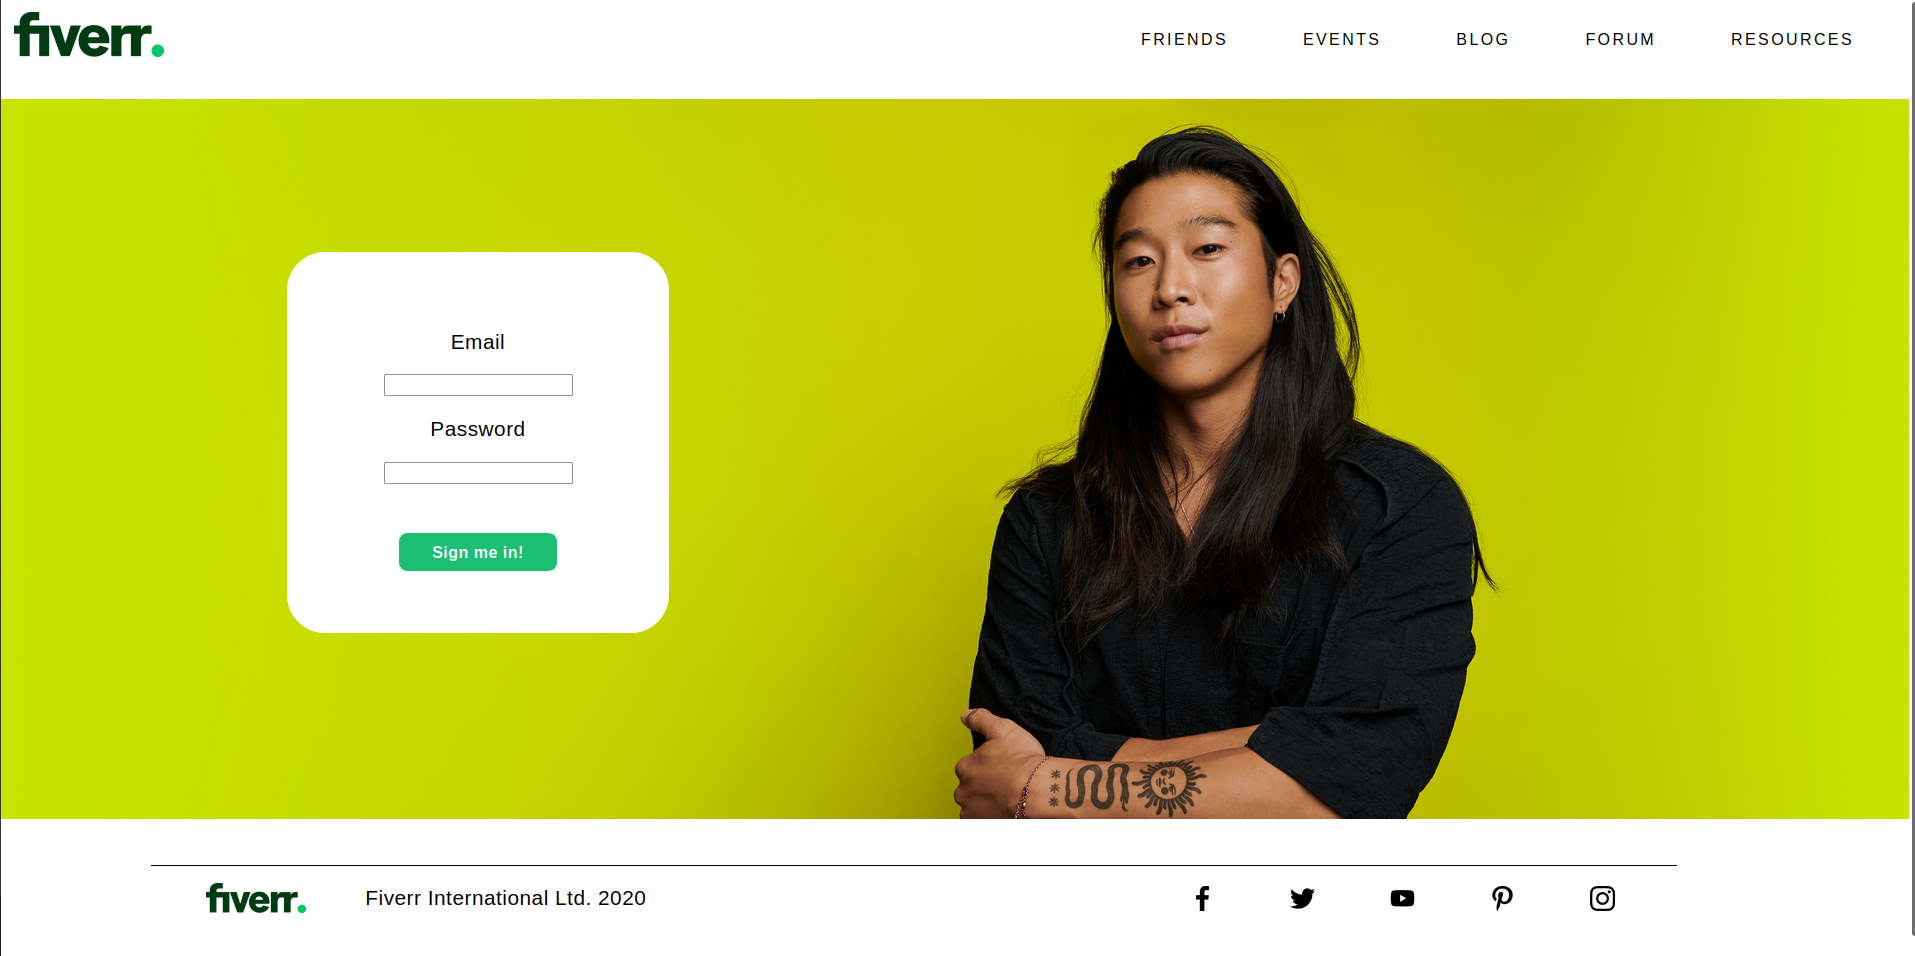 fiverr.
FRIENDS EVENTS BLOG FORUM RESOURCES
Email
Password
Sign me in!
fiverr. Fiverr International Ltd. 2020